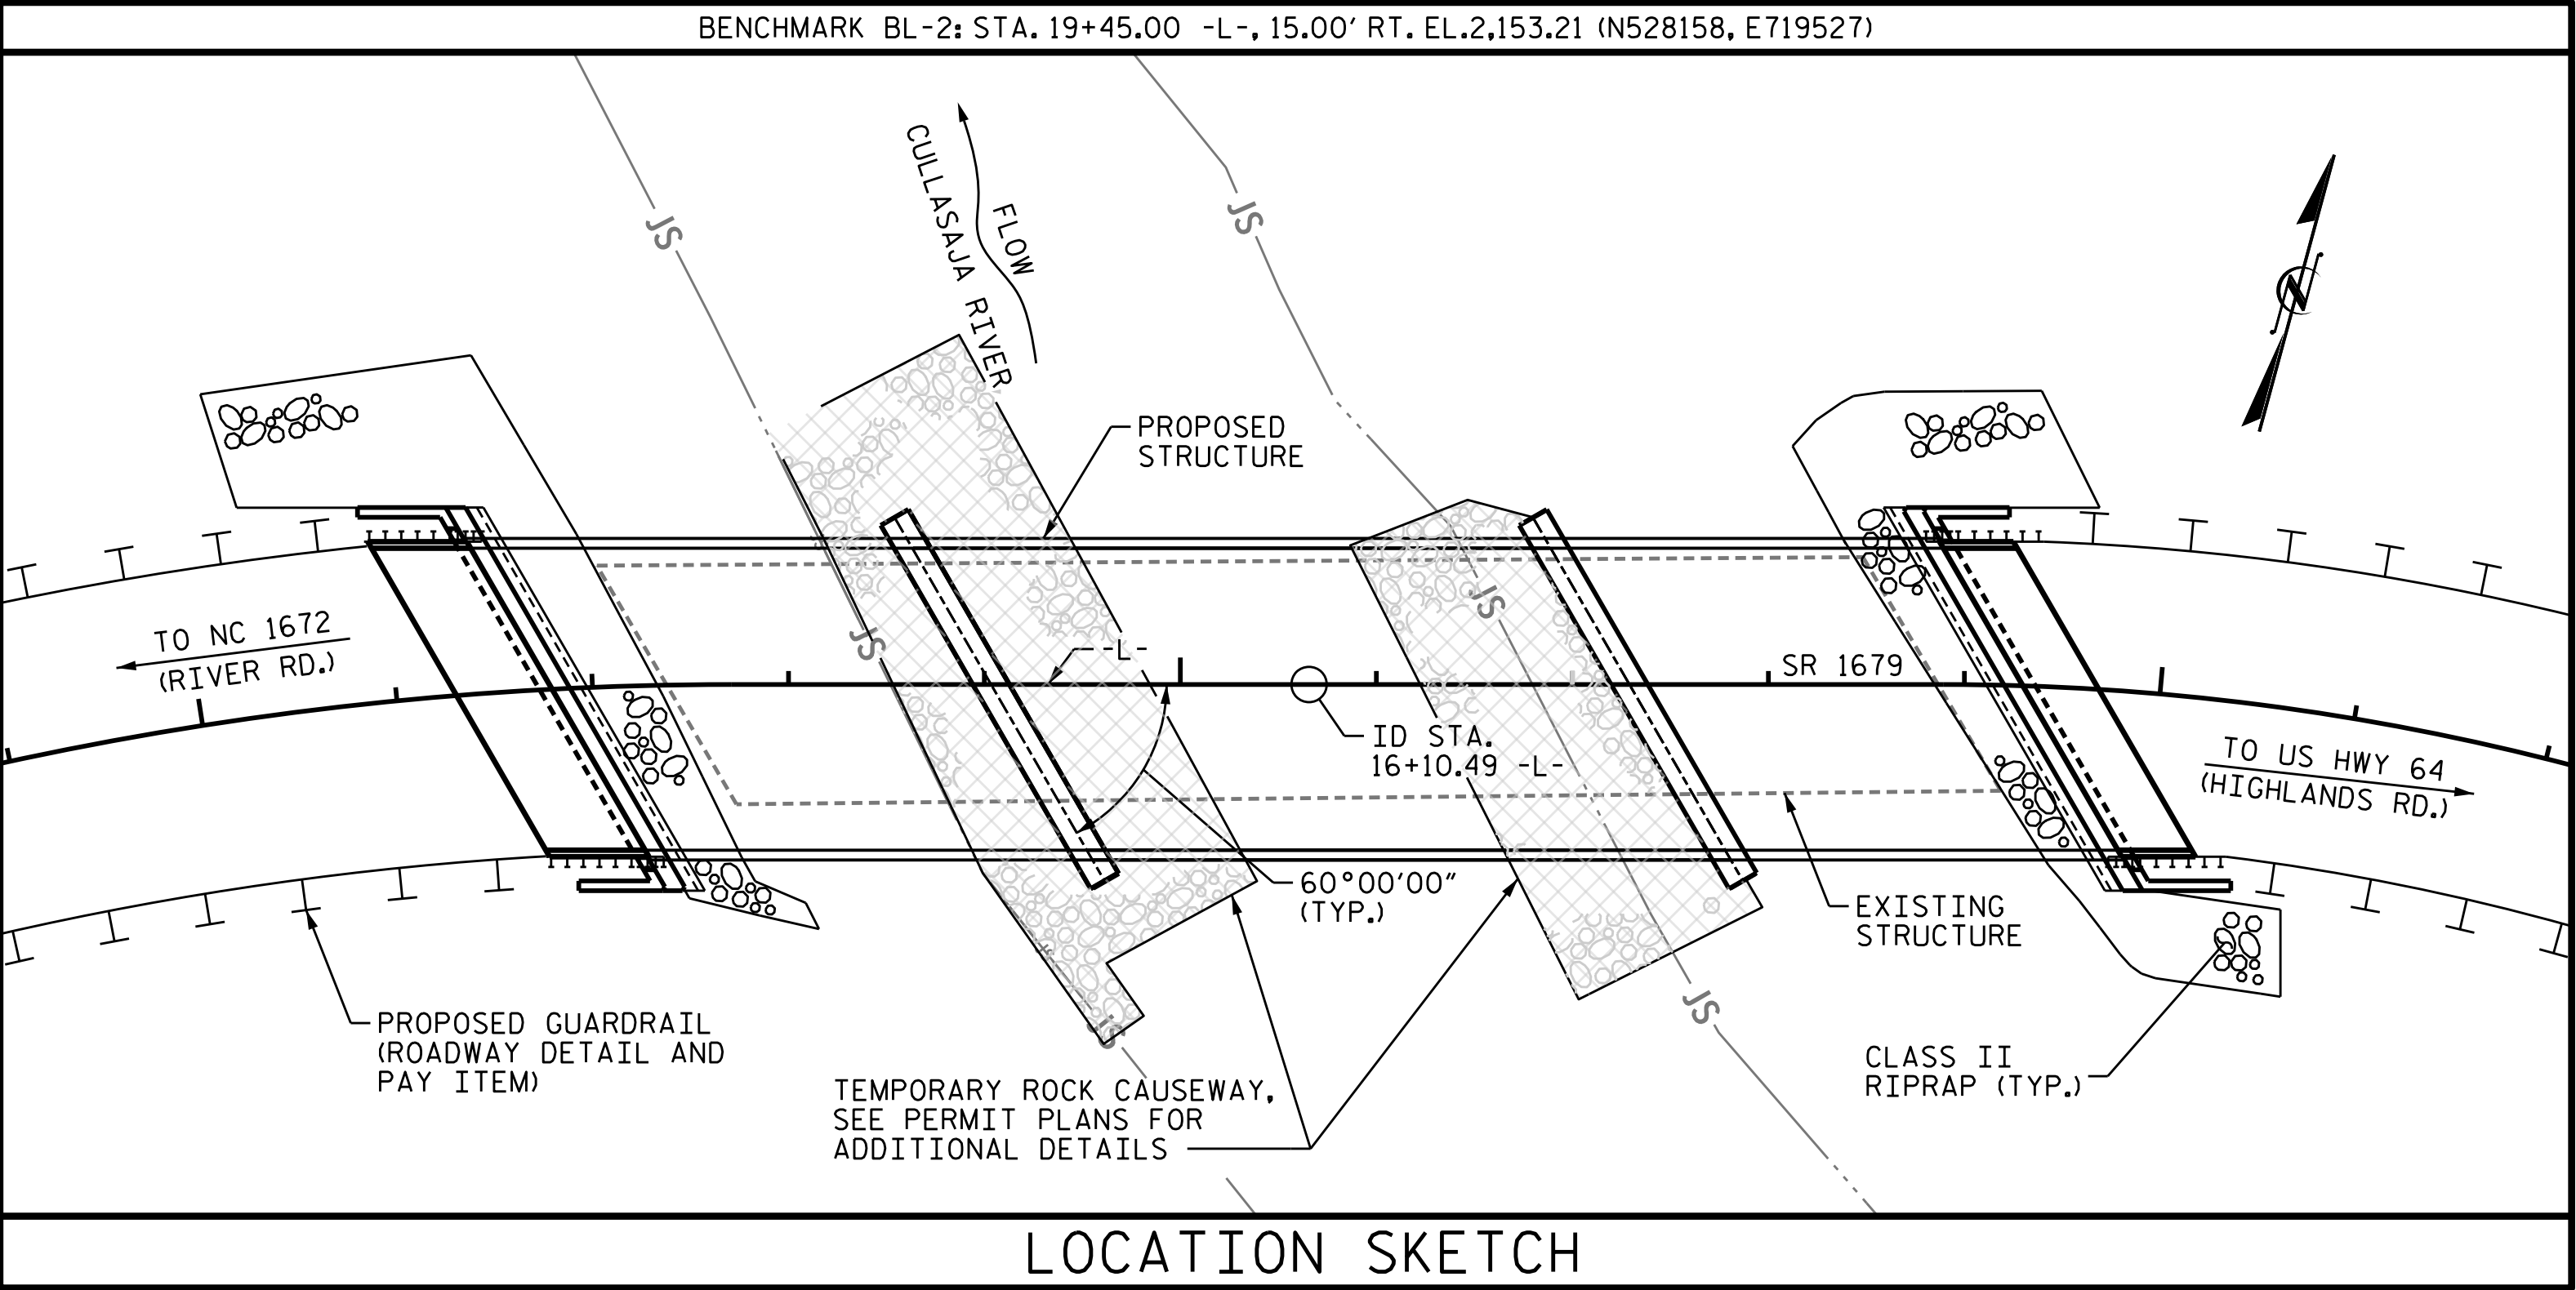 BENCHMARK BL-2: STA. 19+45.00 -L-, 15.00' RT. EL.2,153.21 (N528158, E719527)
JS
JS
CULLASAJA RIVER
FLOW
N
PROPOSED
STRUCTURE
TO NC 1672
(RIVER RD.)
JS
JS
-L-
SR 1679
ID STA.
16+10.49 -L-
TO US HWY 64
(HIGHLANDS RD.)
60°00'00"
(TYP.)
EXISTING
STRUCTURE
PROPOSED GUARDRAIL
(ROADWAY DETAIL AND
PAY ITEM)
JS
JS
TEMPORARY ROCK CAUSEWAY,
SEE PERMIT PLANS FOR
ADDITIONAL DETAILS
CLASS II
RIPRAP (TYP.)
LOCATION SKETCH